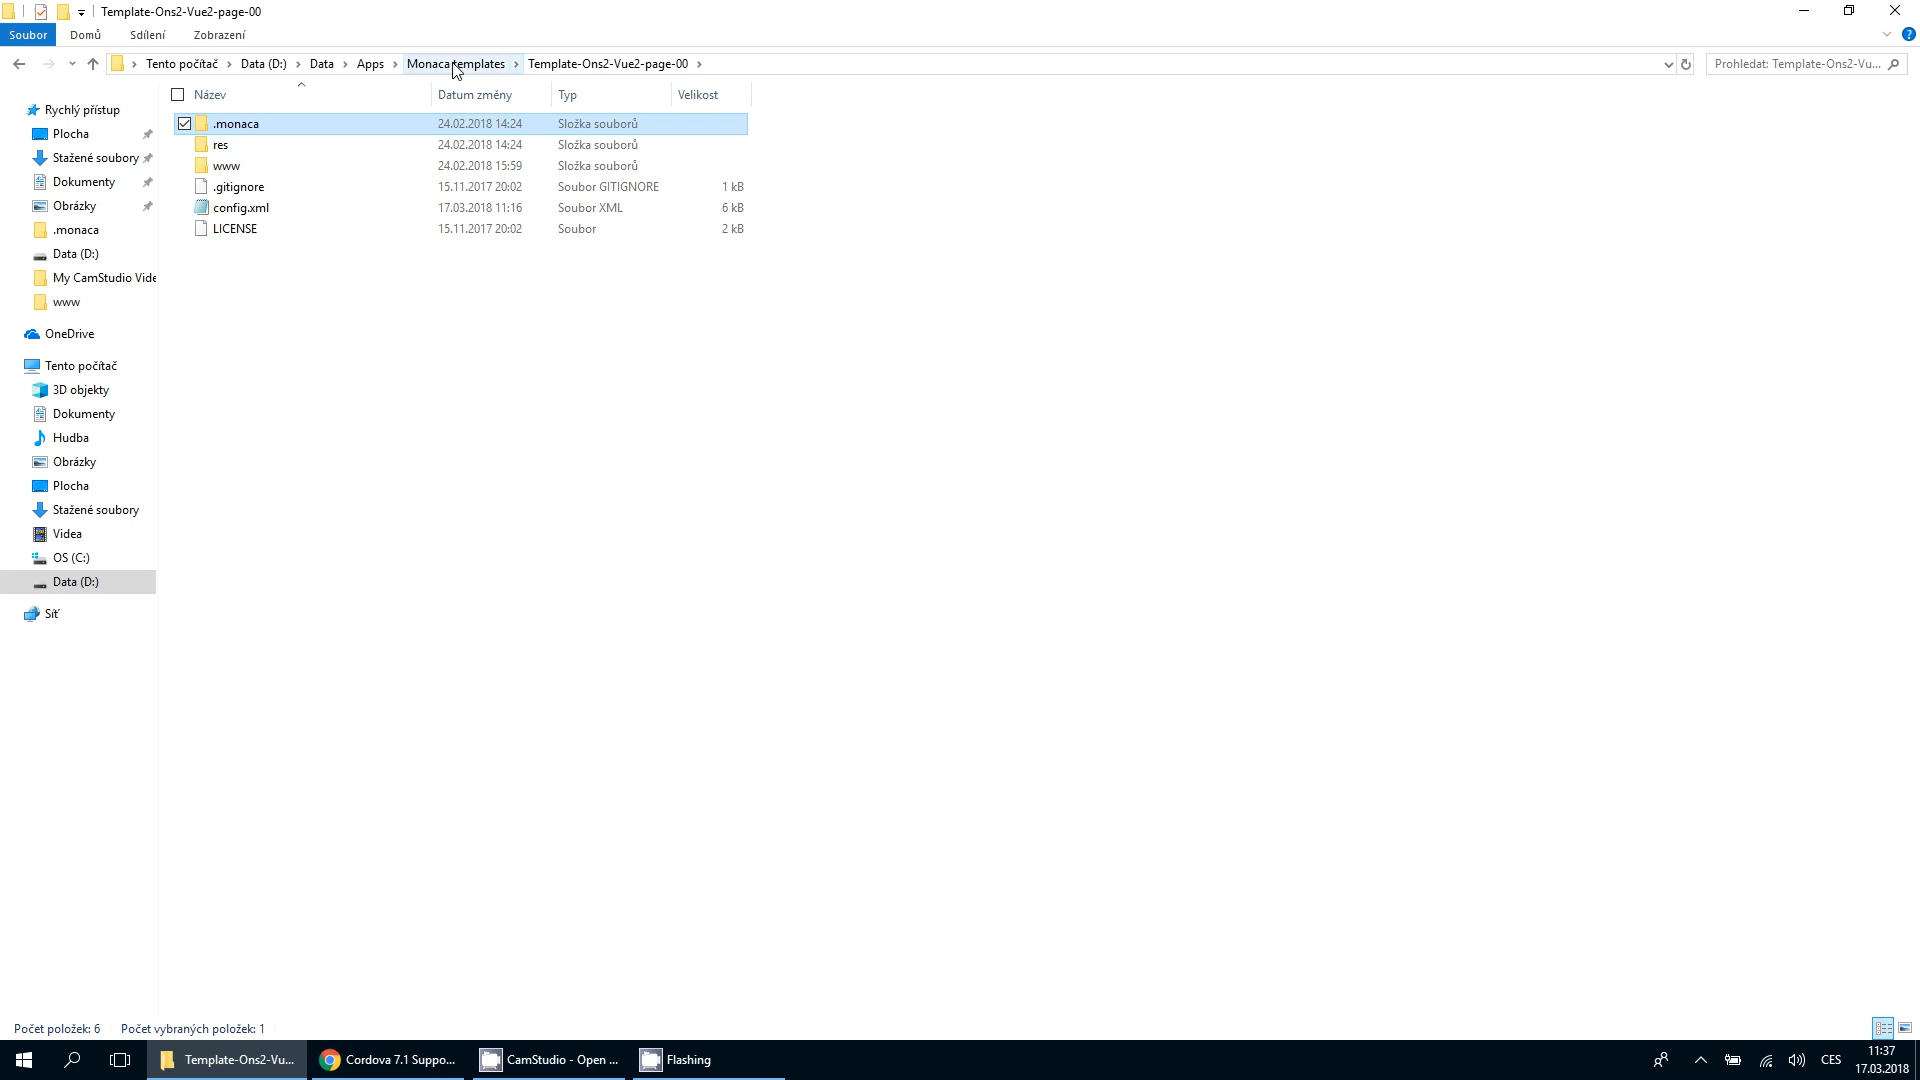 Template-Ons2-Vue2-page-00
Soubor Domů Sdílení Zobrazení
Tento počítač Data (D:) Data Apps Monaca templates Template-Ons2-Vue2-page-00 Prohledat: Template-Ons2-Vu...
Název Datum změny Typ Velikost
.monaca 24.02.2018 14:24 Složka souborů
res 24.02.2018 14:24 Složka souborů
www 24.02.2018 15:59 Složka souborů
.gitignore 15.11.2017 20:02 Soubor GITIGNORE 1 kB
config.xml 17.03.2018 11:16 Soubor XML 6 kB
LICENSE 15.11.2017 20:02 Soubor 2 kB
Rychlý přístup
Plocha
Stažené soubory
Dokumenty
Obrázky
.monaca
Data (D:)
My CamStudio Vide
www
OneDrive
Tento počítač
3D objekty
Dokumenty
Hudba
Obrázky
Plocha
Stažené soubory
Videa
OS (C:)
Data (D:)
Síť
Počet položek: 6 Počet vybraných položek: 1
Template-Ons2-Vu... Cordova 7.1 Suppo... CamStudio - Open ... Flashing CES 11:37
17.03.2018